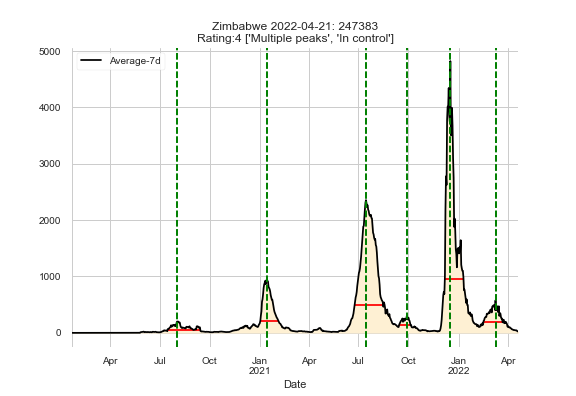 Zimbabwe 2022-04-21: 247383
Rating:4 ['Multiple peaks', 'In control']
Average-7d
5000
4000
3000
2000
1000
0
Apr Jul Oct Jan Apr Jul Oct Jan Apr
2021 2022
Date